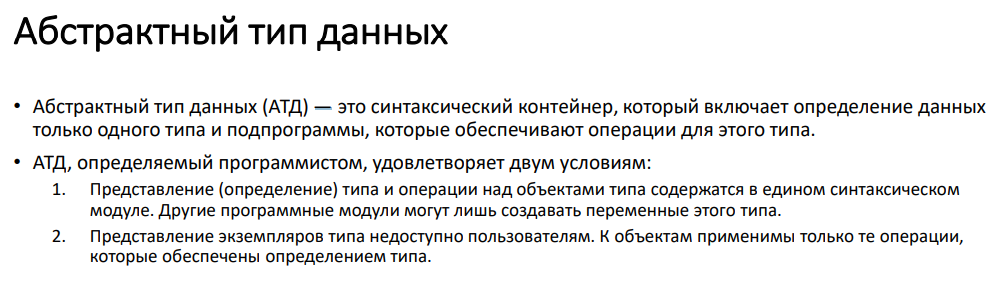 Абстрактный тип данных
• Абстрактный тип данных (АТД) — это синтаксический контейнер, который включает определение данных
только одного типа и подпрограммы, которые обеспечивают операции для этого типа.
• АТД, определяемый программистом, удовлетворяет двум условиям:
1. Представление (определение) типа и операции над объектами типа содержатся в едином синтаксическом
модуле. Другие программные модули могут лишь создавать переменные этого типа.
2. Представление экземпляров типа недоступно пользователям. К объектам применимы только те операции,
которые обеспечены определением типа.